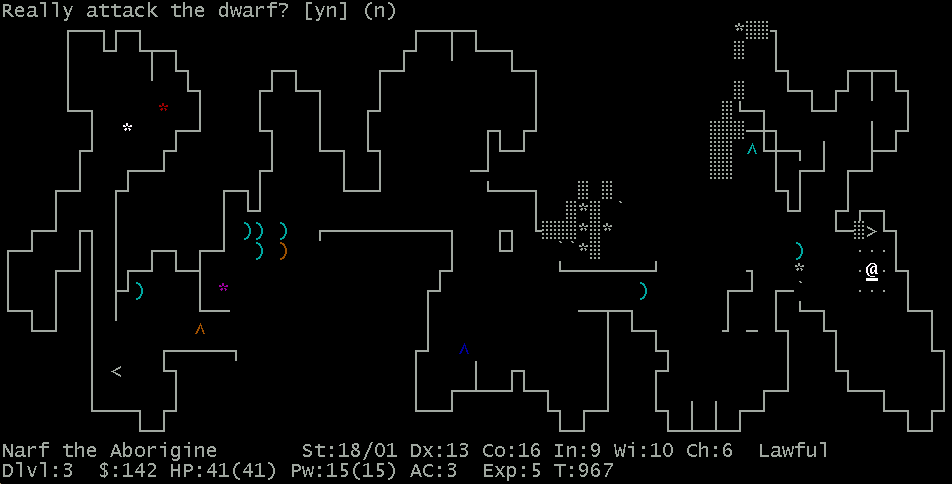 Really attack the dwarf? [yn] (n)
Narf the Aborigine St:18/01 Dx:13 Co:16 In:9 Wi:10 Ch:6 Lawful
Dlvl:3 $:142 HP:41(41) Pw:15(15) AC:3 Exp:5 T:967